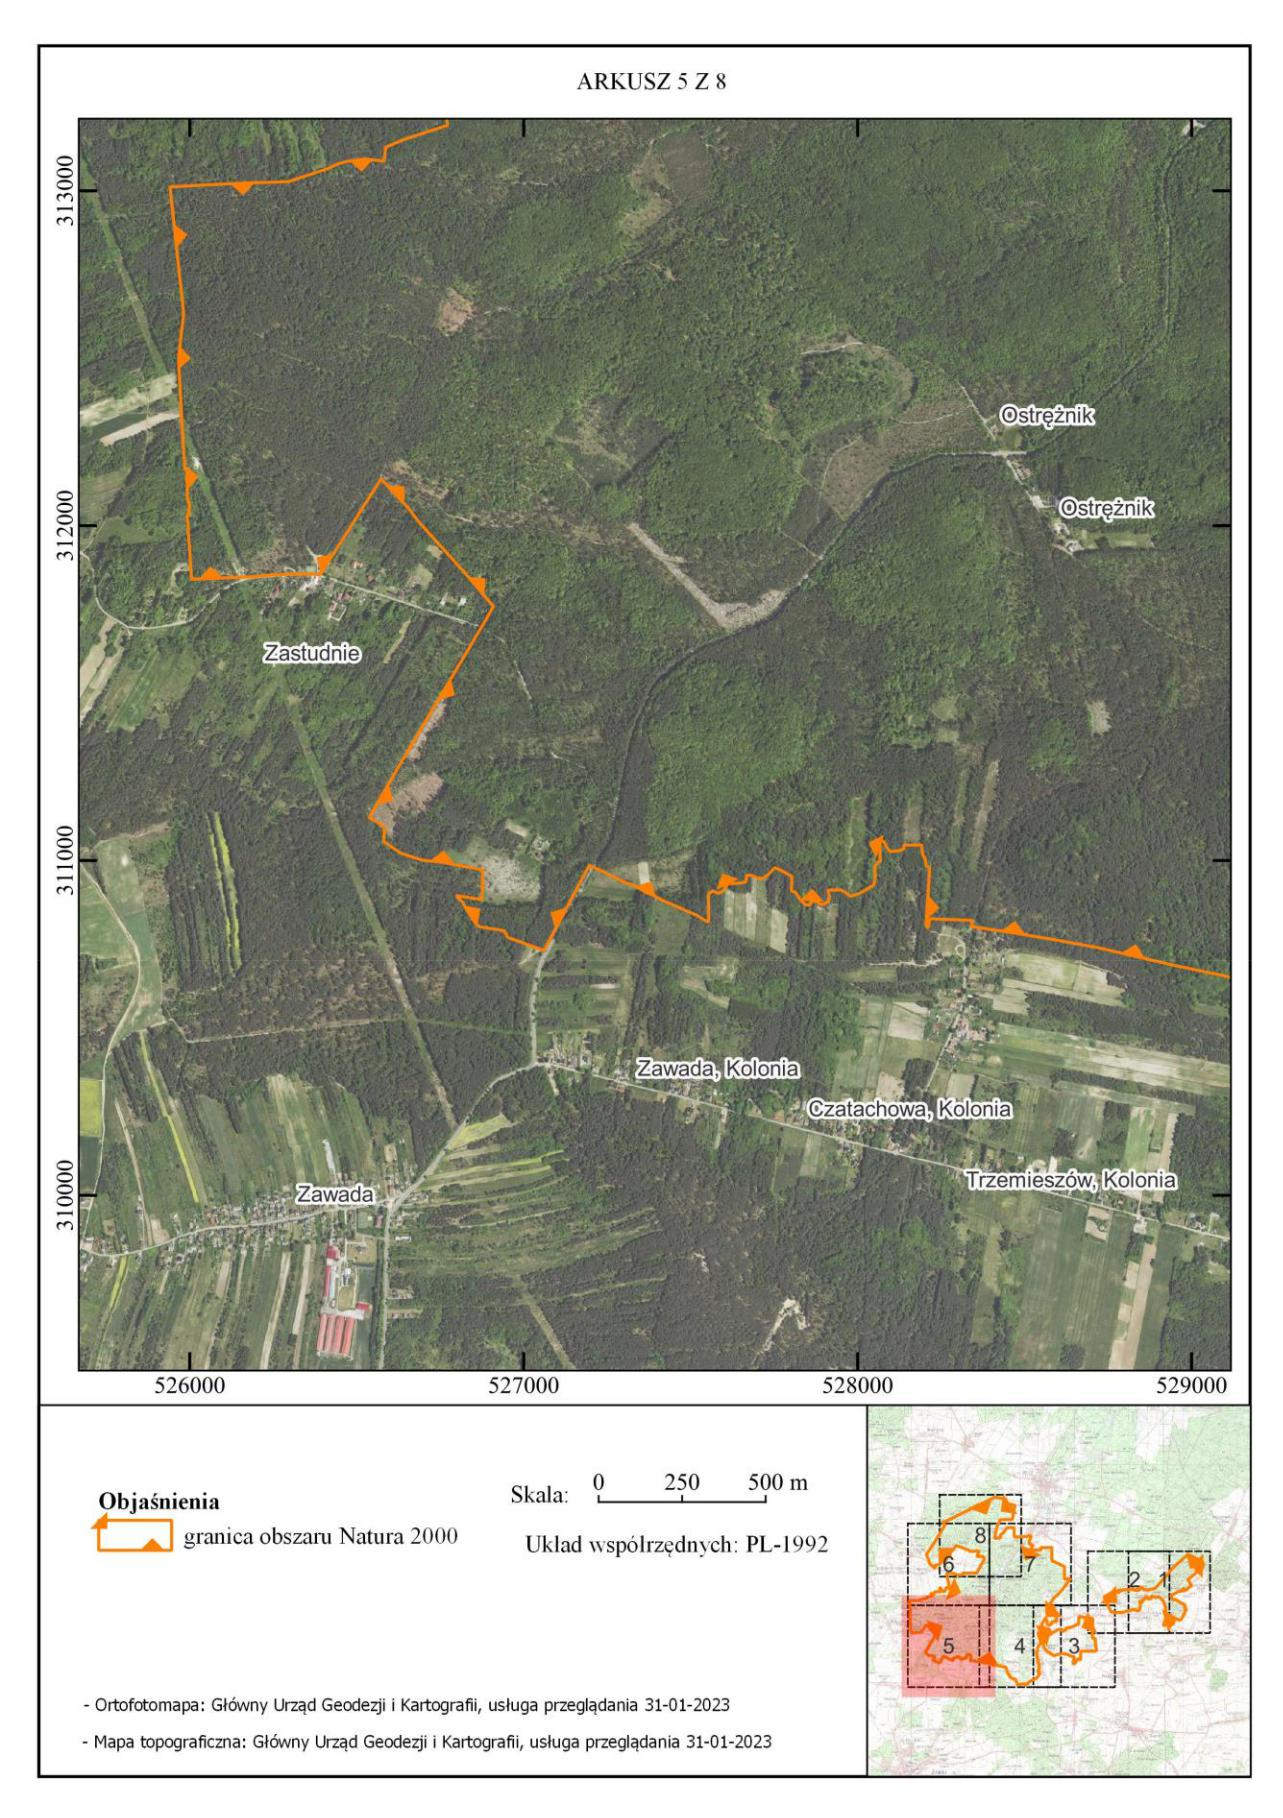 ARKUSZ 5 Z 8
313000
312000
311000
310000
Ostrężnik
Ostrężnik
Zastudnie
Zawada, Kolonia
Czatachowa, Kolonia
Trzemieszów, Kolonia
Zawada
526000
527000
528000
529000
Objaśnienia
granica obszaru Natura 2000
Skala:
0 250 500 m
Układ współrzędnych: PL-1992
- Ortofotomapa: Główny Urząd Geodezji i Kartografii, usługa przeglądania 31-01-2023
- Mapa topograficzna: Główny Urząd Geodezji i Kartografii, usługa przeglądania 31-01-2023
8
6
7
2
1
5
4
3